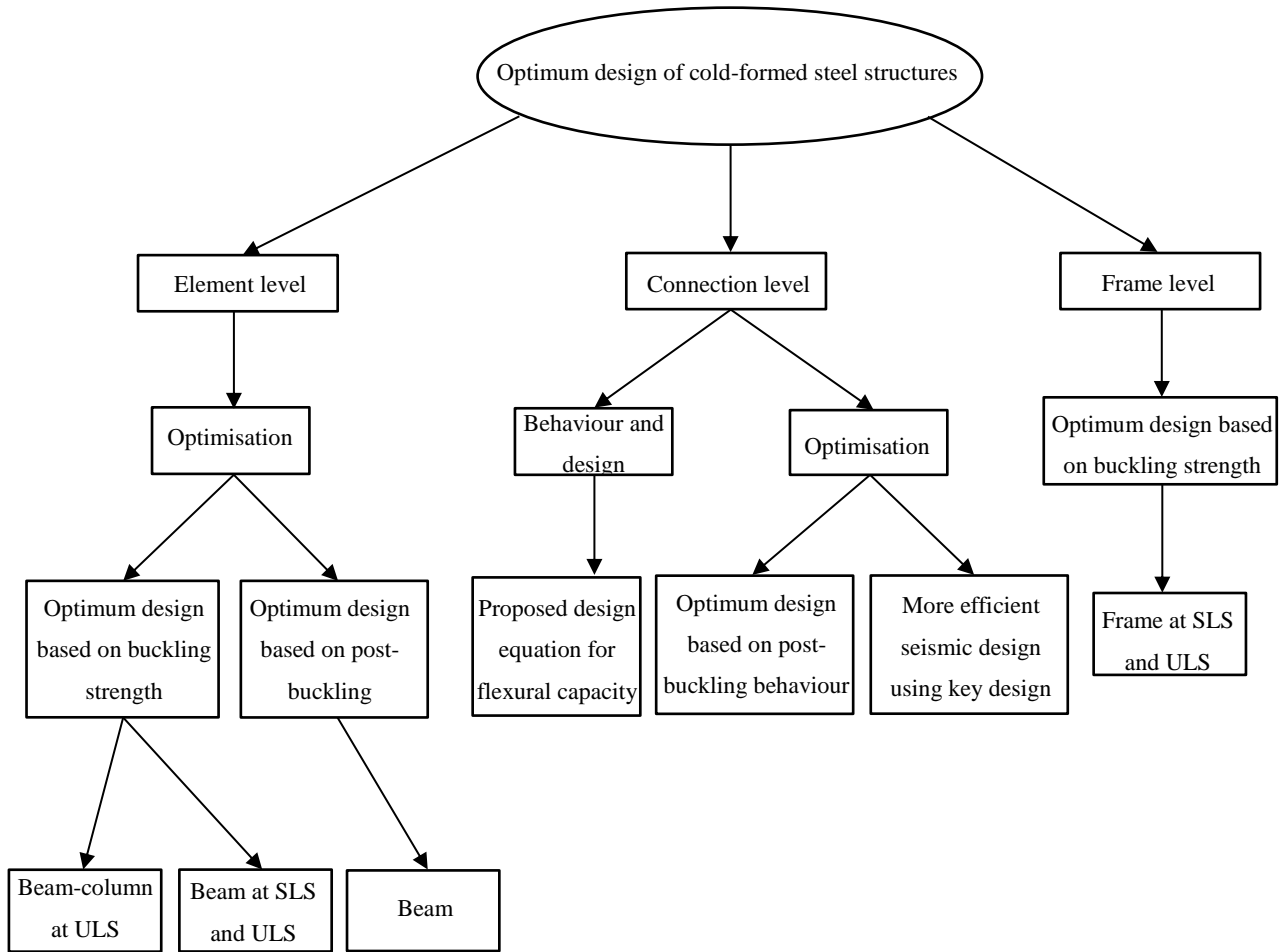 Optimum design of cold-formed steel structures
Element level
Connection level
Frame level
Optimisation
Behaviour and
design
Optimisation
Optimum design based
on buckling strength
Optimum design
based on buckling
strength
Optimum design
based on post-
buckling
Proposed design
equation for
flexural capacity
Optimum design
based on post-
buckling behaviour
More efficient
seismic design
using key design
Frame at SLS
and ULS
Beam-column
at ULS
Beam at SLS
and ULS
Beam